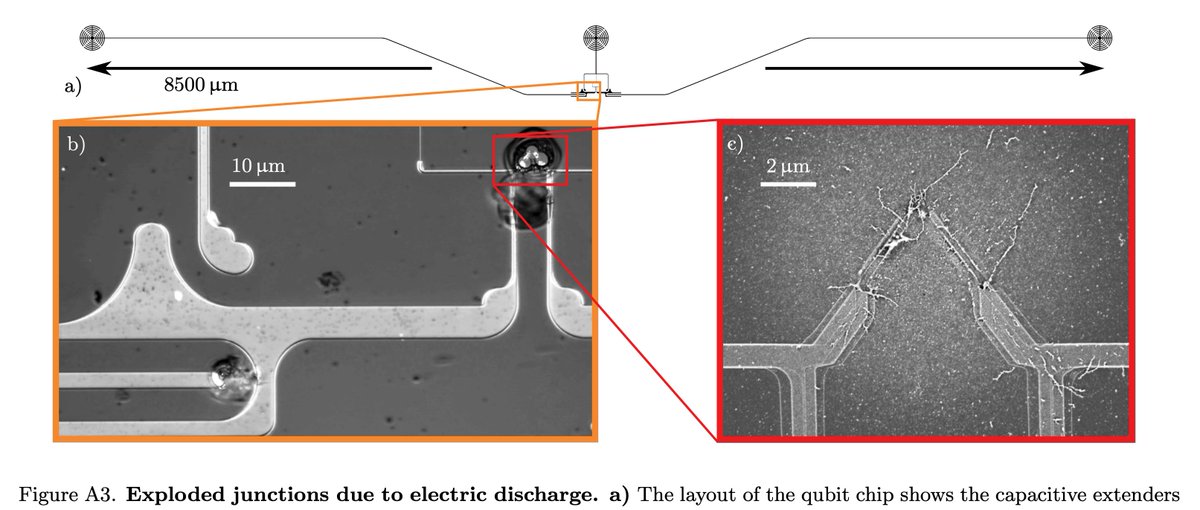 a)
8500 μm
b)
10 μm
c)
2 μm
Figure A3. Exploded junctions due to electric discharge. a) The layout of the qubit chip shows the capacitive extenders